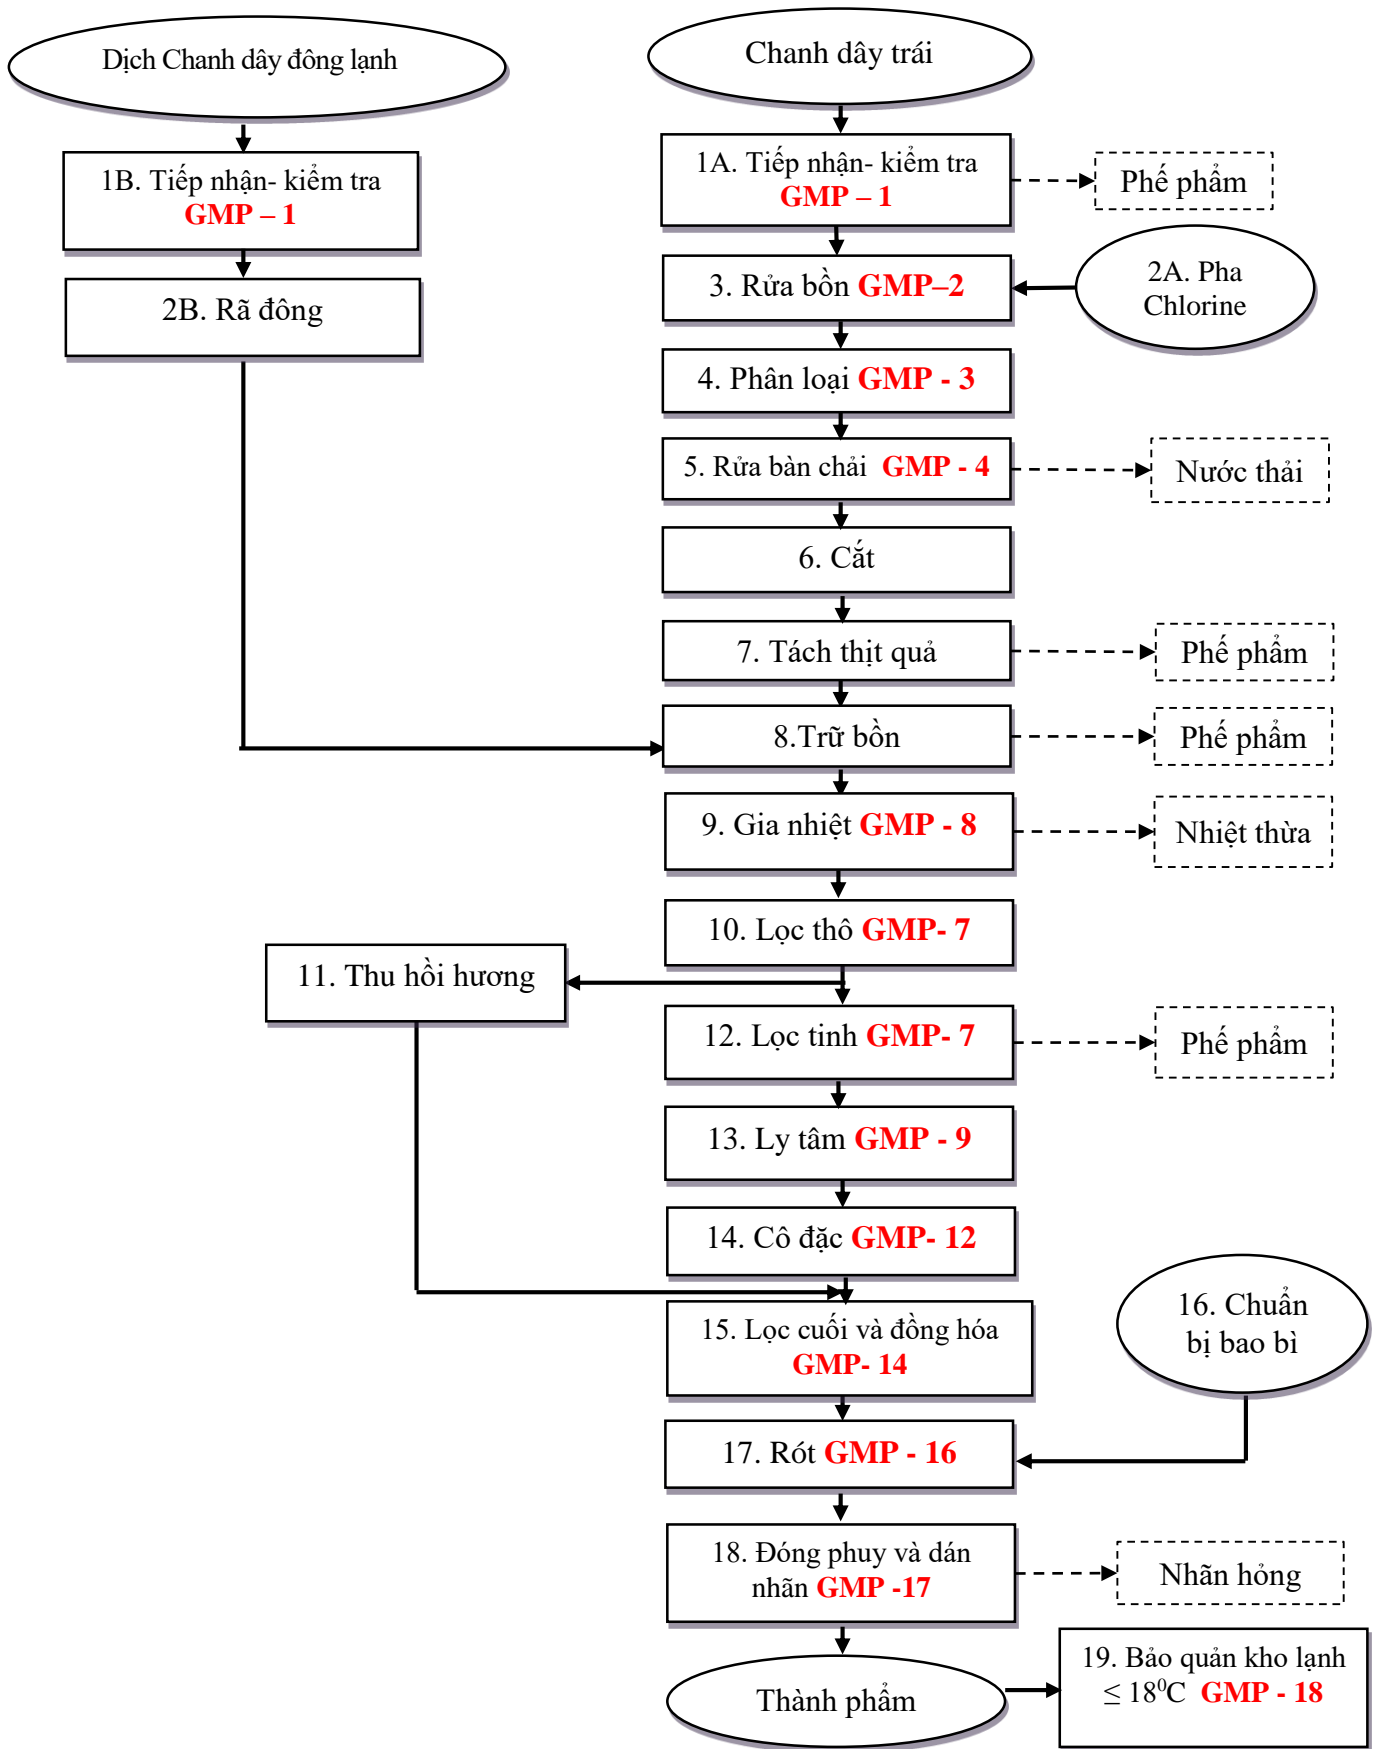 Dịch Chanh dây đông lạnh
Chanh dây trái
1B. Tiếp nhận- kiểm tra
GMP – 1
1A. Tiếp nhận- kiểm tra
GMP – 1
Phế phẩm
2B. Rã đông
3. Rửa bồn GMP–2
2A. Pha
Chlorine
4. Phân loại GMP - 3
5. Rửa bàn chải GMP - 4
Nước thải
6. Cắt
7. Tách thịt quả
Phế phẩm
8.Trữ bồn
Phế phẩm
9. Gia nhiệt GMP - 8
Nhiệt thừa
10. Lọc thô GMP- 7
11. Thu hồi hương
12. Lọc tinh GMP- 7
Phế phẩm
13. Ly tâm GMP - 9
14. Cô đặc GMP- 12
15. Lọc cuối và đồng hóa
GMP- 14
16. Chuẩn
bị bao bì
17. Rót GMP - 16
18. Đóng phuy và dán
nhãn GMP -17
Nhãn hỏng
Thành phẩm
19. Bảo quản kho lạnh
≤ 18⁰C GMP - 18